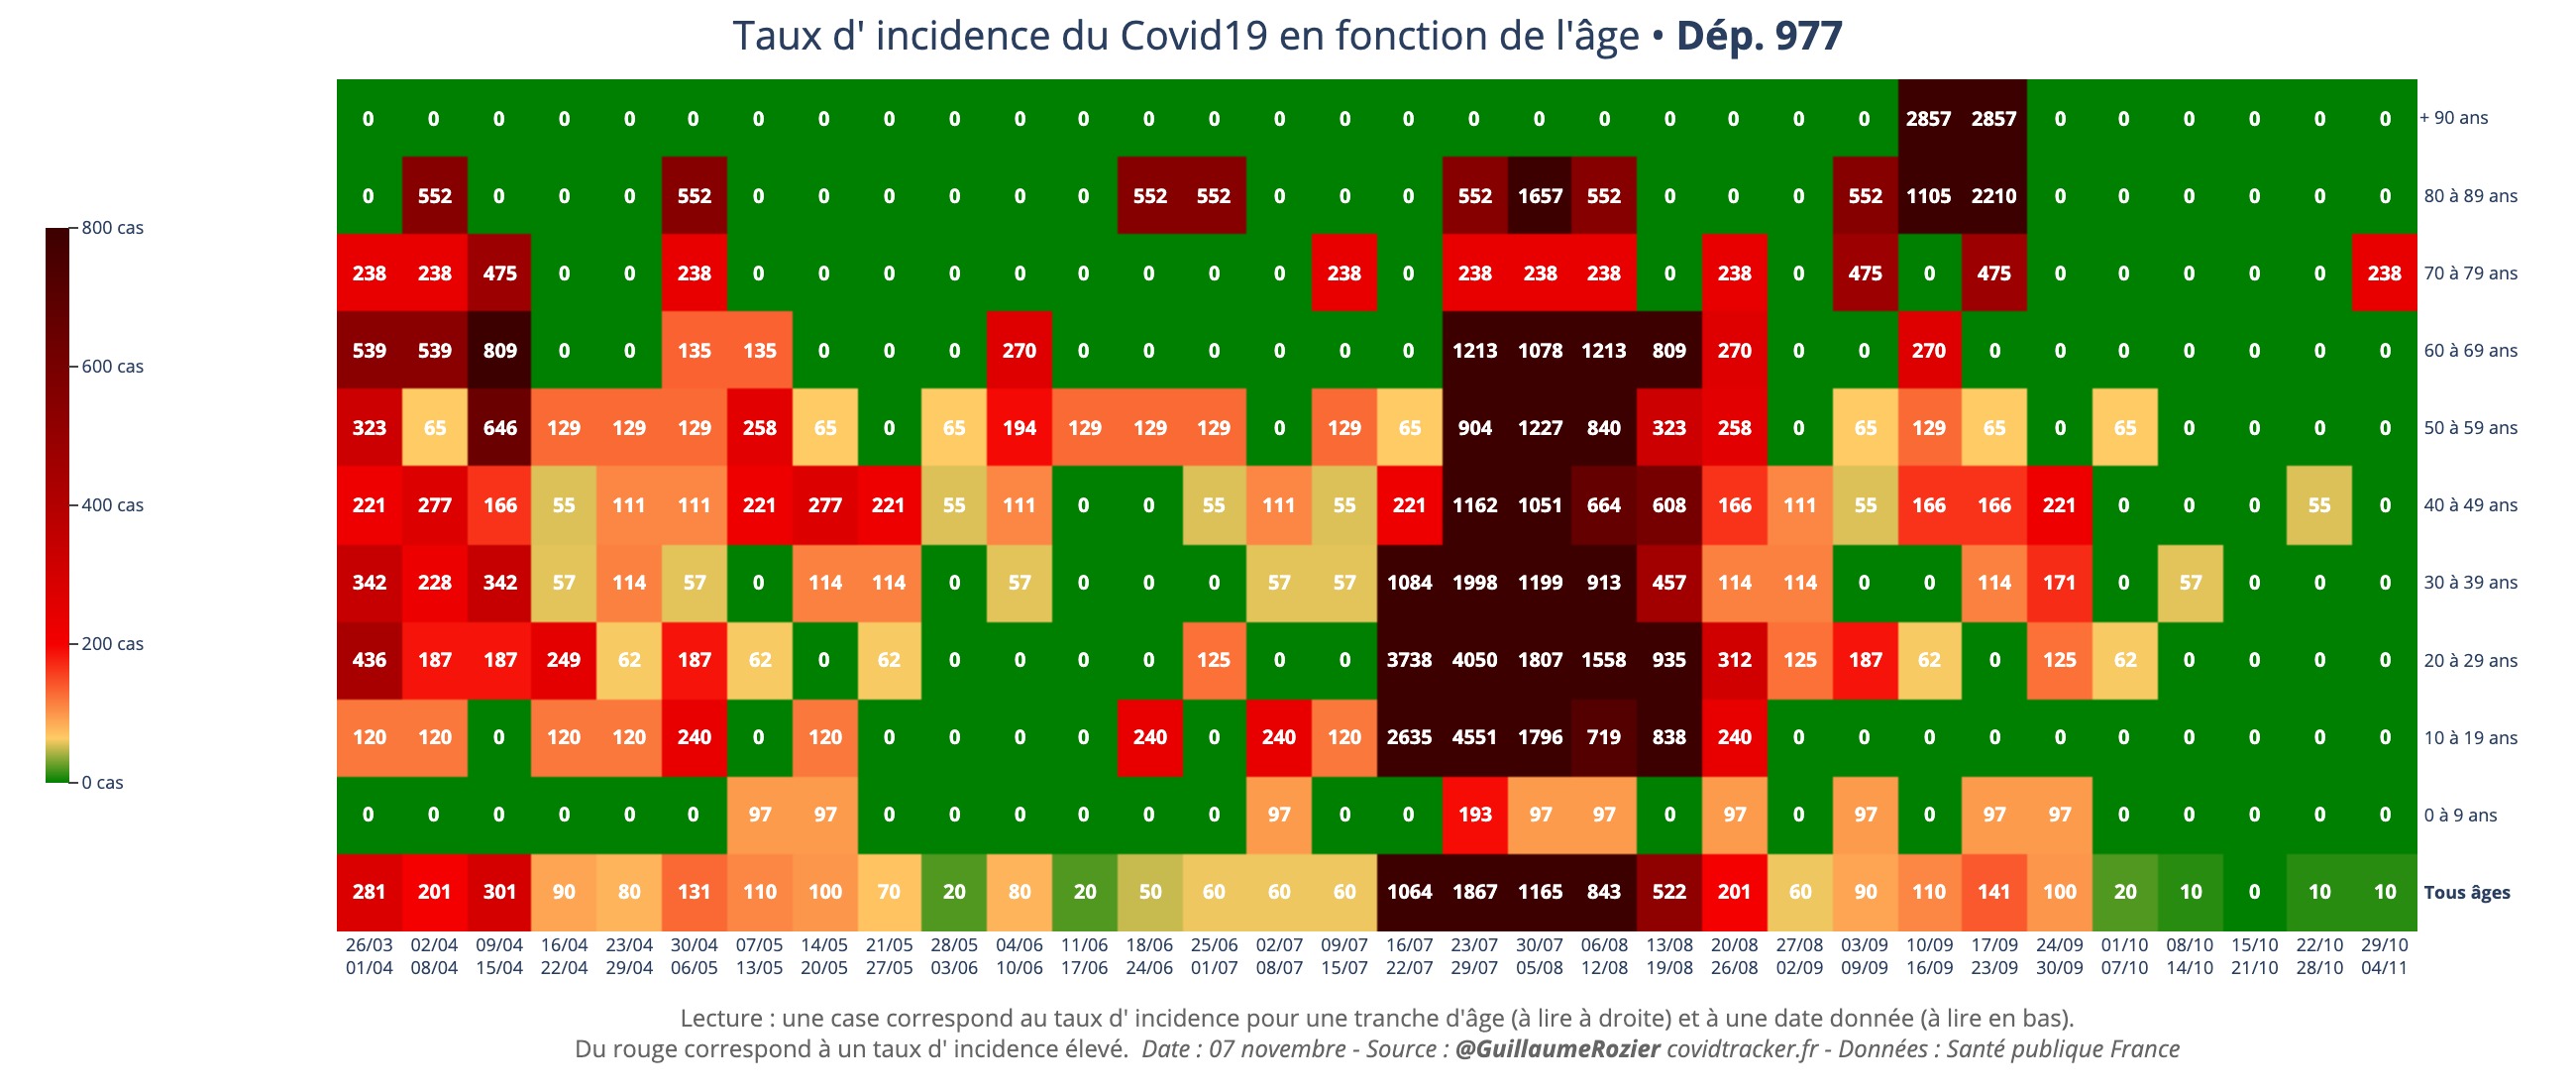 Taux d' incidence du Covid19 en fonction de l'âge • Dép. 977
0 0 0 0 0 0 0 0 0 0 0 0 0 0 0 0 0 0 0 0 0 0 0 0 2857 2857 0 0 0 0 0 0 + 90 ans
0 552 0 0 0 552 0 0 0 0 0 0 552 552 0 0 0 552 1657 552 0 0 0 552 1105 2210 0 0 0 0 0 0 80 à 89 ans
800 cas
238 238 475 0 0 238 0 0 0 0 0 0 0 0 0 238 0 238 238 238 0 238 0 475 0 475 0 0 0 0 0 238 70 à 79 ans
539 539 809 0 0 135 135 0 0 0 270 0 0 0 0 0 0 1213 1078 1213 809 270 0 0 270 0 0 0 0 0 0 0 60 à 69 ans
600 cas
323 65 646 129 129 129 258 65 0 65 194 129 129 129 0 129 65 904 1227 840 323 258 0 65 129 65 0 65 0 0 0 0 50 à 59 ans
400 cas
221 277 166 55 111 111 221 277 221 55 111 0 0 55 111 55 221 1162 1051 664 608 166 111 55 166 166 221 0 0 0 55 0 40 à 49 ans
342 228 342 57 114 57 0 114 114 0 57 0 0 0 57 57 1084 1998 1199 913 457 114 114 0 0 114 171 0 57 0 0 0 30 à 39 ans
200 cas
436 187 187 249 62 187 62 0 62 0 0 0 0 125 0 0 3738 4050 1807 1558 935 312 125 187 62 0 125 62 0 0 0 0 20 à 29 ans
120 120 0 120 120 240 0 120 0 0 0 0 240 0 240 120 2635 4551 1796 719 838 240 0 0 0 0 0 0 0 0 0 0 10 à 19 ans
0 cas
0 0 0 0 0 0 97 97 0 0 0 0 0 0 97 0 0 193 97 97 0 97 0 97 0 97 97 0 0 0 0 0 0 à 9 ans
281 201 301 90 80 131 110 100 70 20 80 20 50 60 60 60 1064 1867 1165 843 522 201 60 90 110 141 100 20 10 0 10 10 Tous âges
26/03 02/04 09/04 16/04 23/04 30/04 07/05 14/05 21/05 28/05 04/06 11/06 18/06 25/06 02/07 09/07 16/07 23/07 30/07 06/08 13/08 20/08 27/08 03/09 10/09 17/09 24/09 01/10 08/10 15/10 22/10 29/10
01/04 08/04 15/04 22/04 29/04 06/05 13/05 20/05 27/05 03/06 10/06 17/06 24/06 01/07 08/07 15/07 22/07 29/07 05/08 12/08 19/08 26/08 02/09 09/09 16/09 23/09 30/09 07/10 14/10 21/10 28/10 04/11
Lecture : une case correspond au taux d' incidence pour une tranche d'âge (à lire à droite) et à une date donnée (à lire en bas).
Du rouge correspond à un taux d' incidence élevé. Date : 07 novembre - Source : @GuillaumeRozier covidtracker.fr - Données : Santé publique France